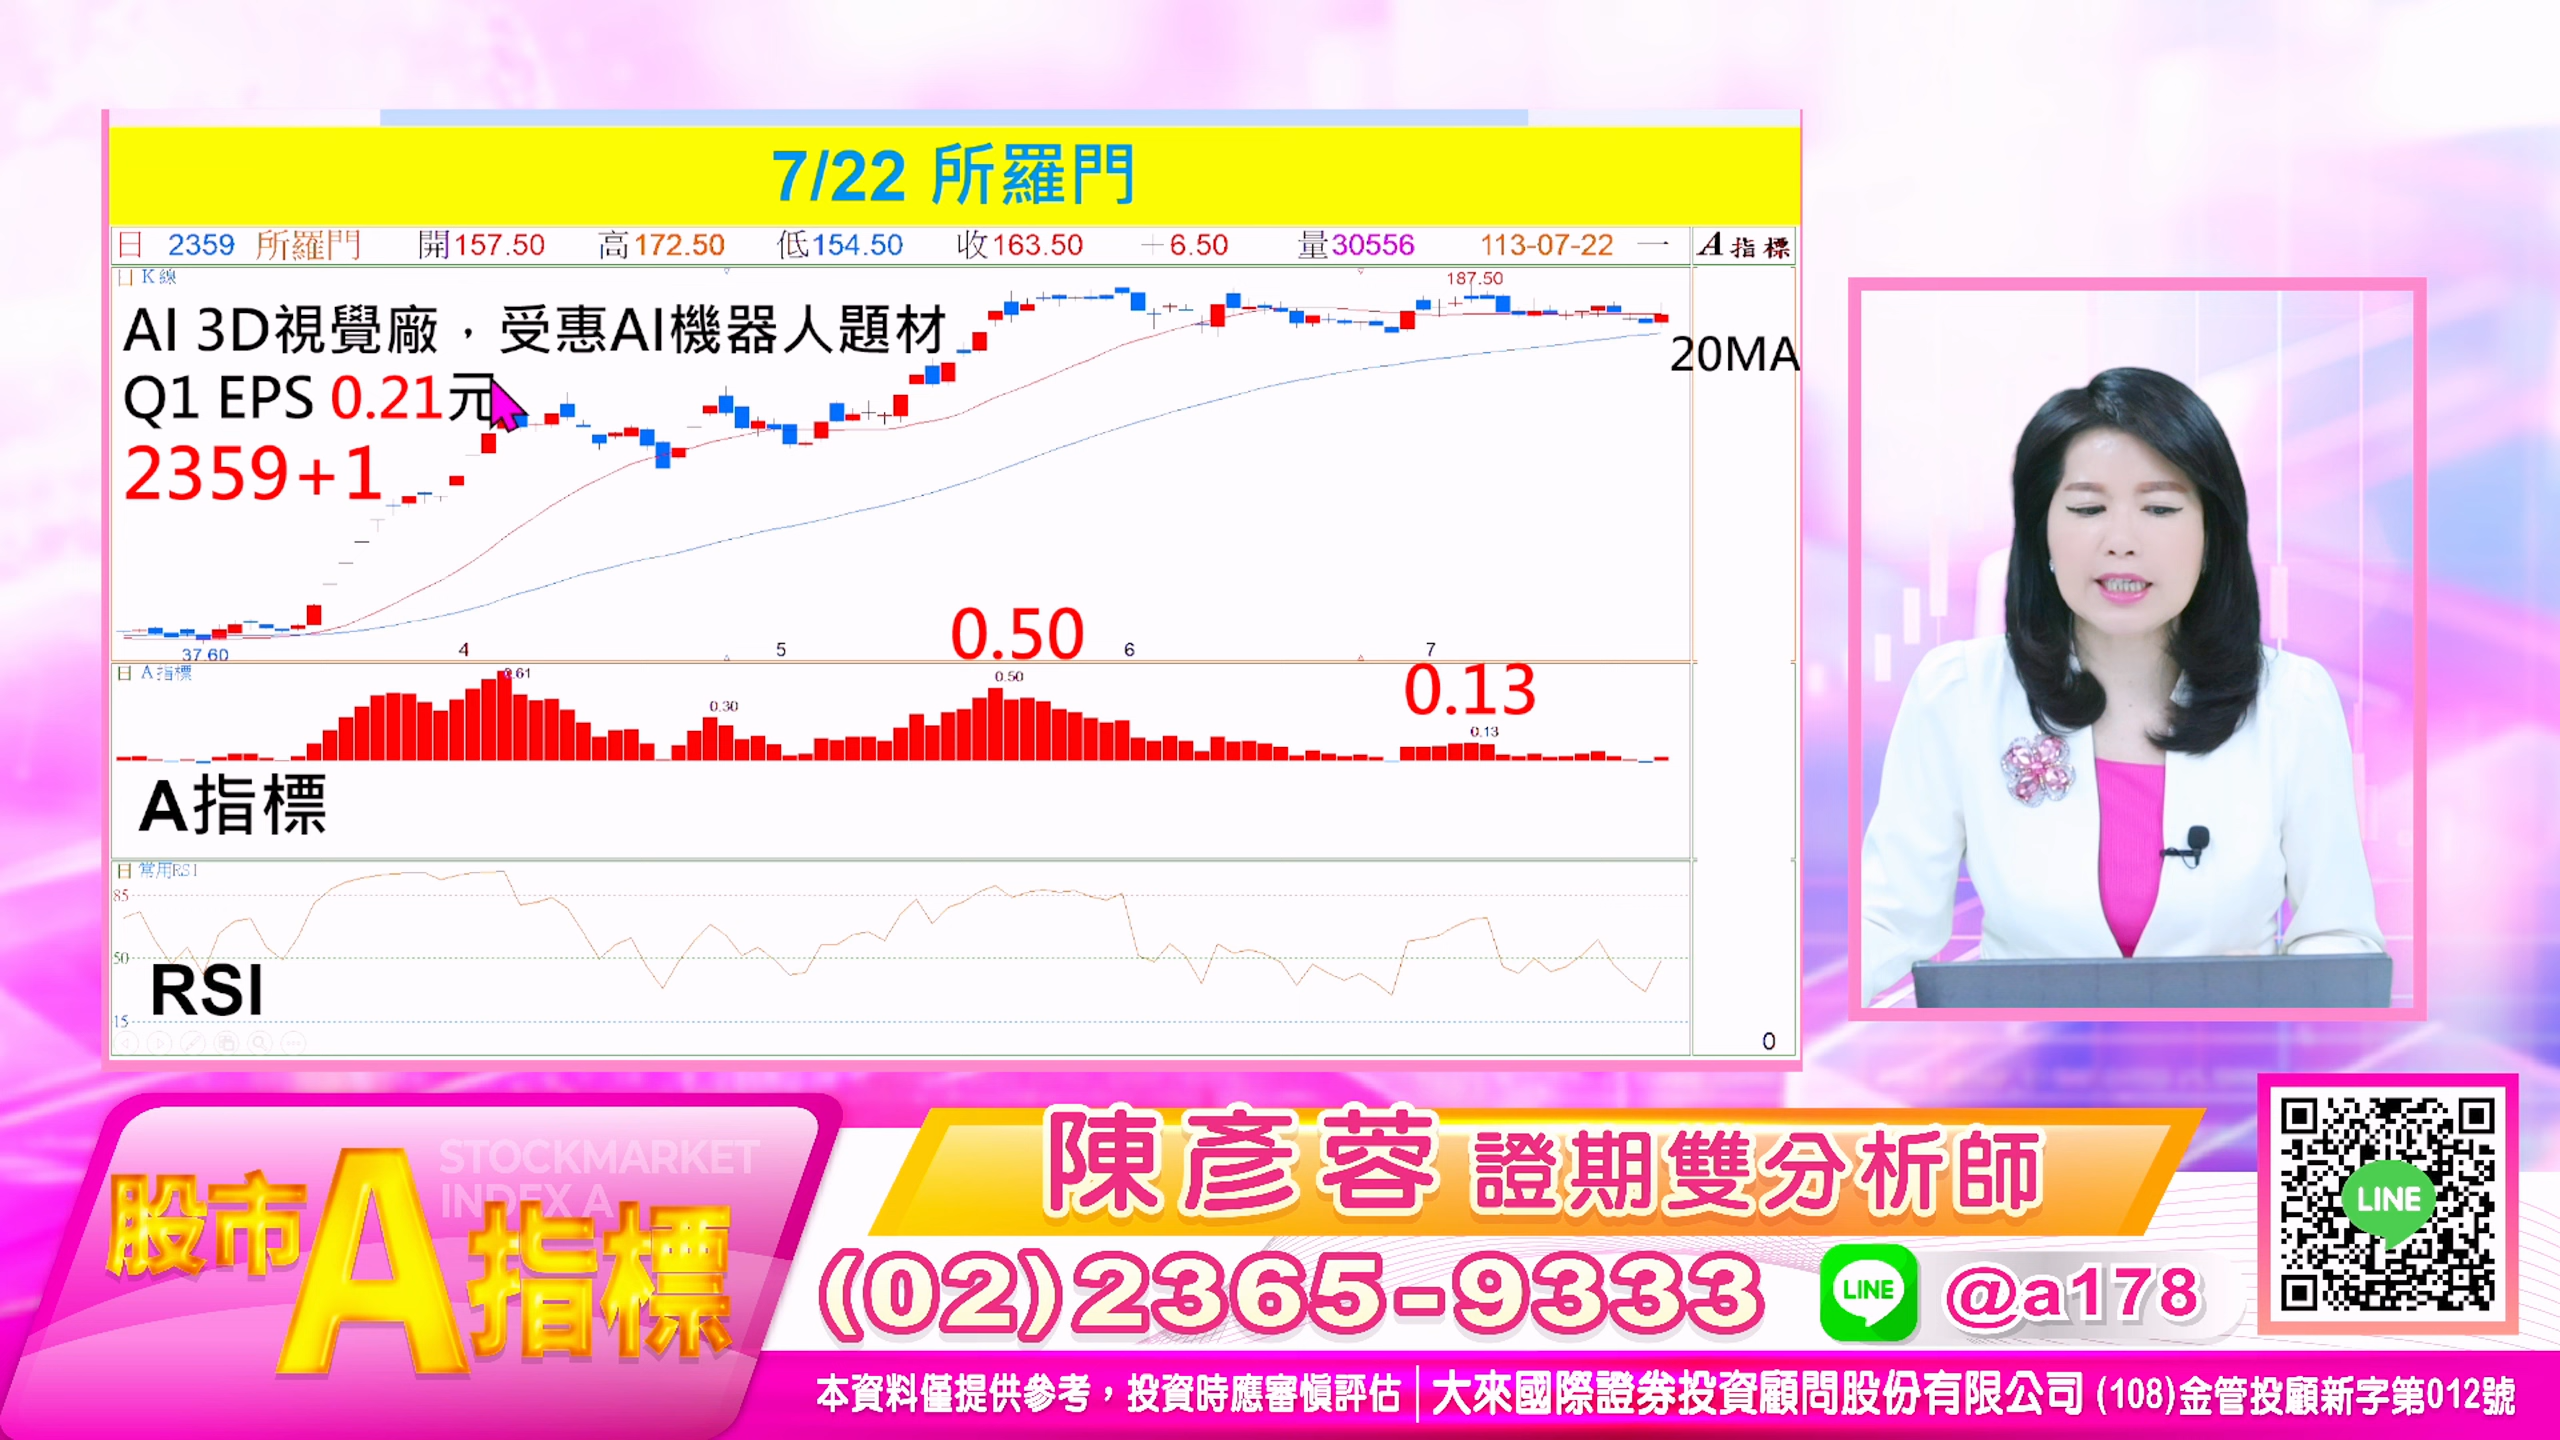 7/22 所羅門
日 2359 所羅門 開157.50 高172.50 低154.50 收163.50 +6.50 量30556 113-07-22 一 A指標
日 K線
187.50
AI 3D視覺廠，受惠AI機器人題材
20MA
Q1 EPS 0.21元
2359+1
37.60
4 5 6 7
0.50
0.13
日 A指標
0.61 0.30 0.50 0.13
A指標
日 常用RSI
85
50
RSI
15
0
STOCKMARKET
INDEX A
股市A指標
陳彥蓉 證期雙分析師
(02)2365-9333
LINE @a178
LINE
本資料僅提供參考，投資時應審慎評估 大來國際證券投資顧問股份有限公司 (108)金管投顧新字第012號